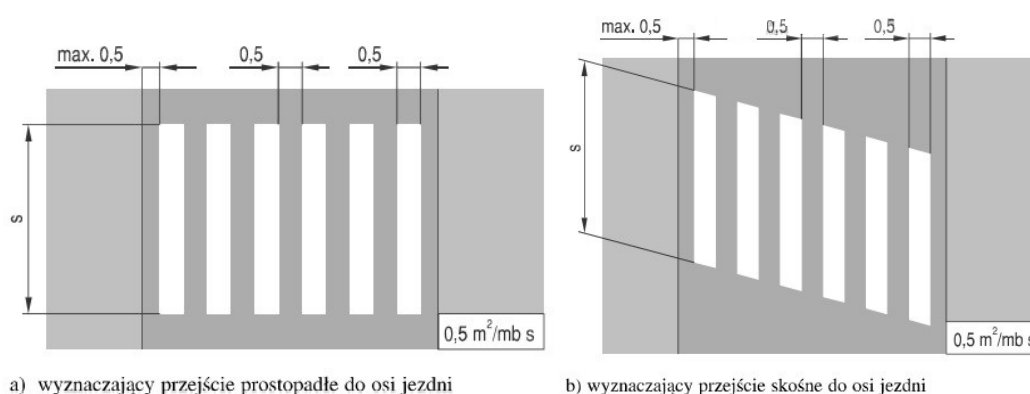 max. 0,5
0,5
0,5
s
0,5 m²/mb s
a) wyznaczający przejście prostopadłe do osi jezdni
max. 0,5
0,5
0,5
s
0,5 m²/mb s
b) wyznaczający przejście skośne do osi jezdni